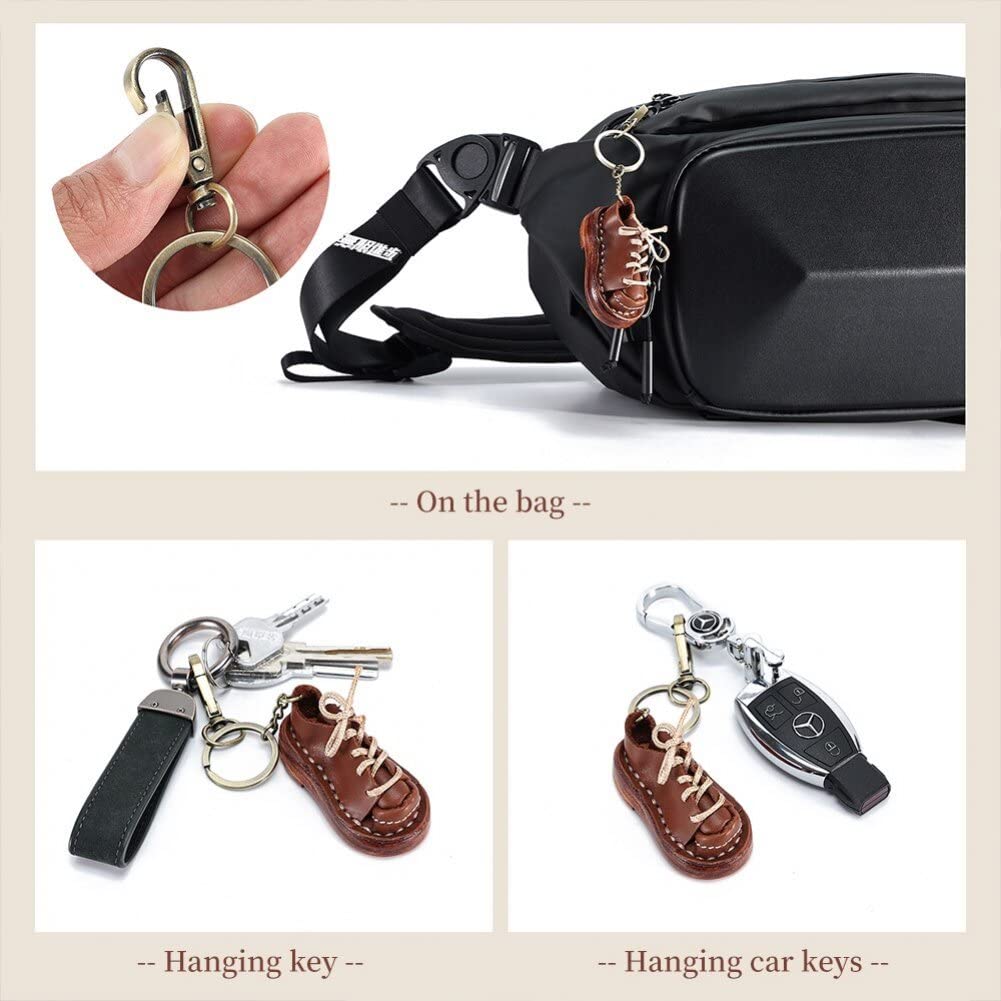 -- On the bag --
-- Hanging key --
-- Hanging car keys --